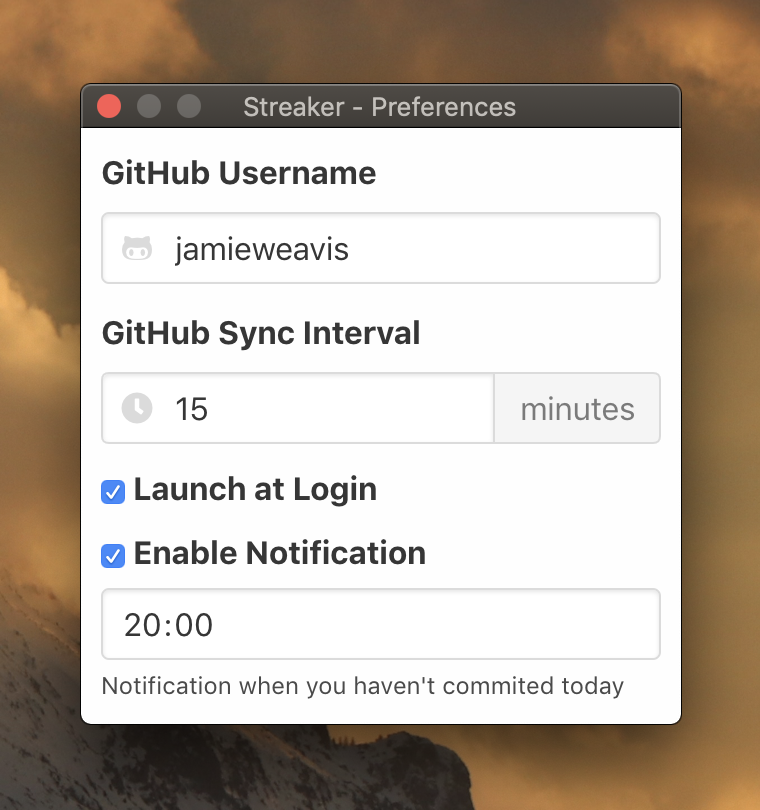 Streaker - Preferences
GitHub Username
jamieweavis
GitHub Sync Interval
15 minutes
Launch at Login
Enable Notification
20:00
Notification when you haven't commited today